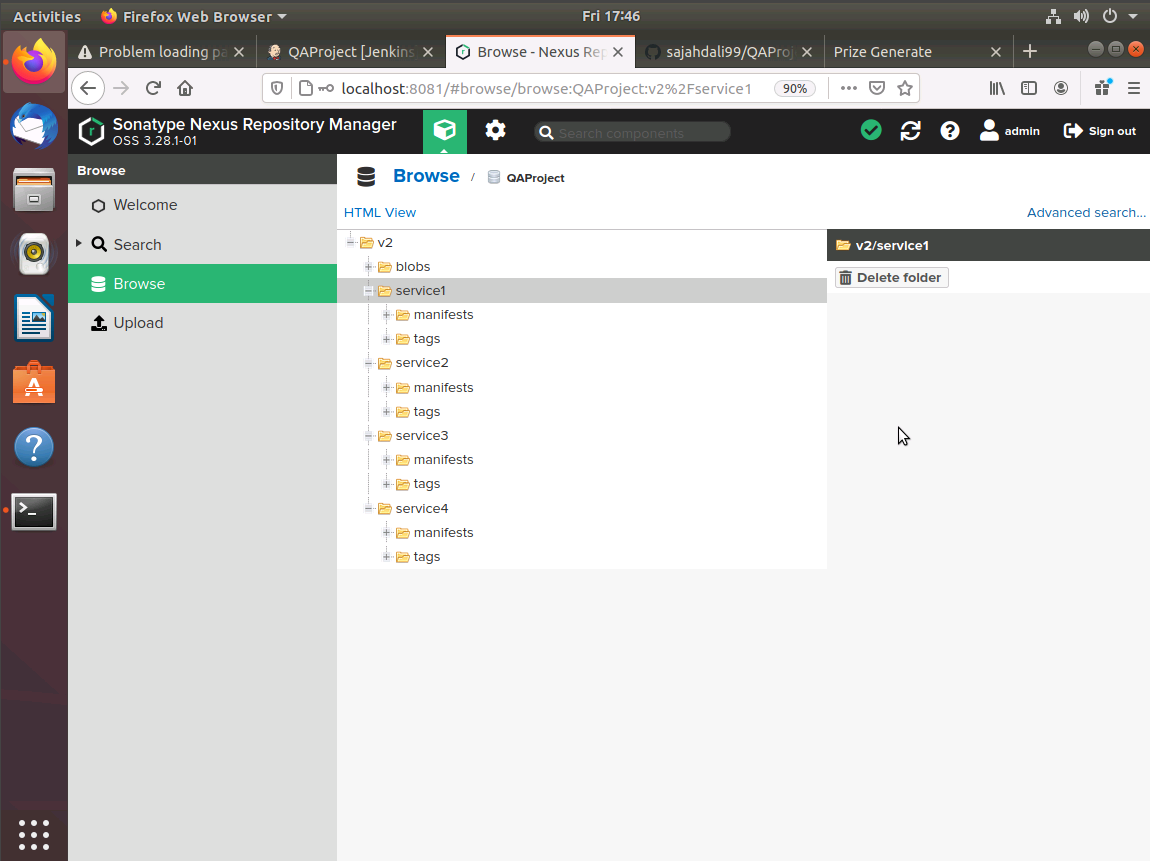 Activities
Firefox Web Browser
Fri 17:46
Problem loading pa
QAProject [Jenkins
Browse - Nexus Rep
sajahdali99/QAProj
Prize Generate
localhost:8081/#browse/browse:QAProject:v2%2Fservice1
90%
Sonatype Nexus Repository Manager
OSS 3.28.1-01
Search components
admin
Sign out
Browse
Welcome
Search
Browse
Upload
Browse / QAProject
HTML View
Advanced search...
v2
blobs
service1
manifests
tags
service2
manifests
tags
service3
manifests
tags
service4
manifests
tags
v2/service1
Delete folder